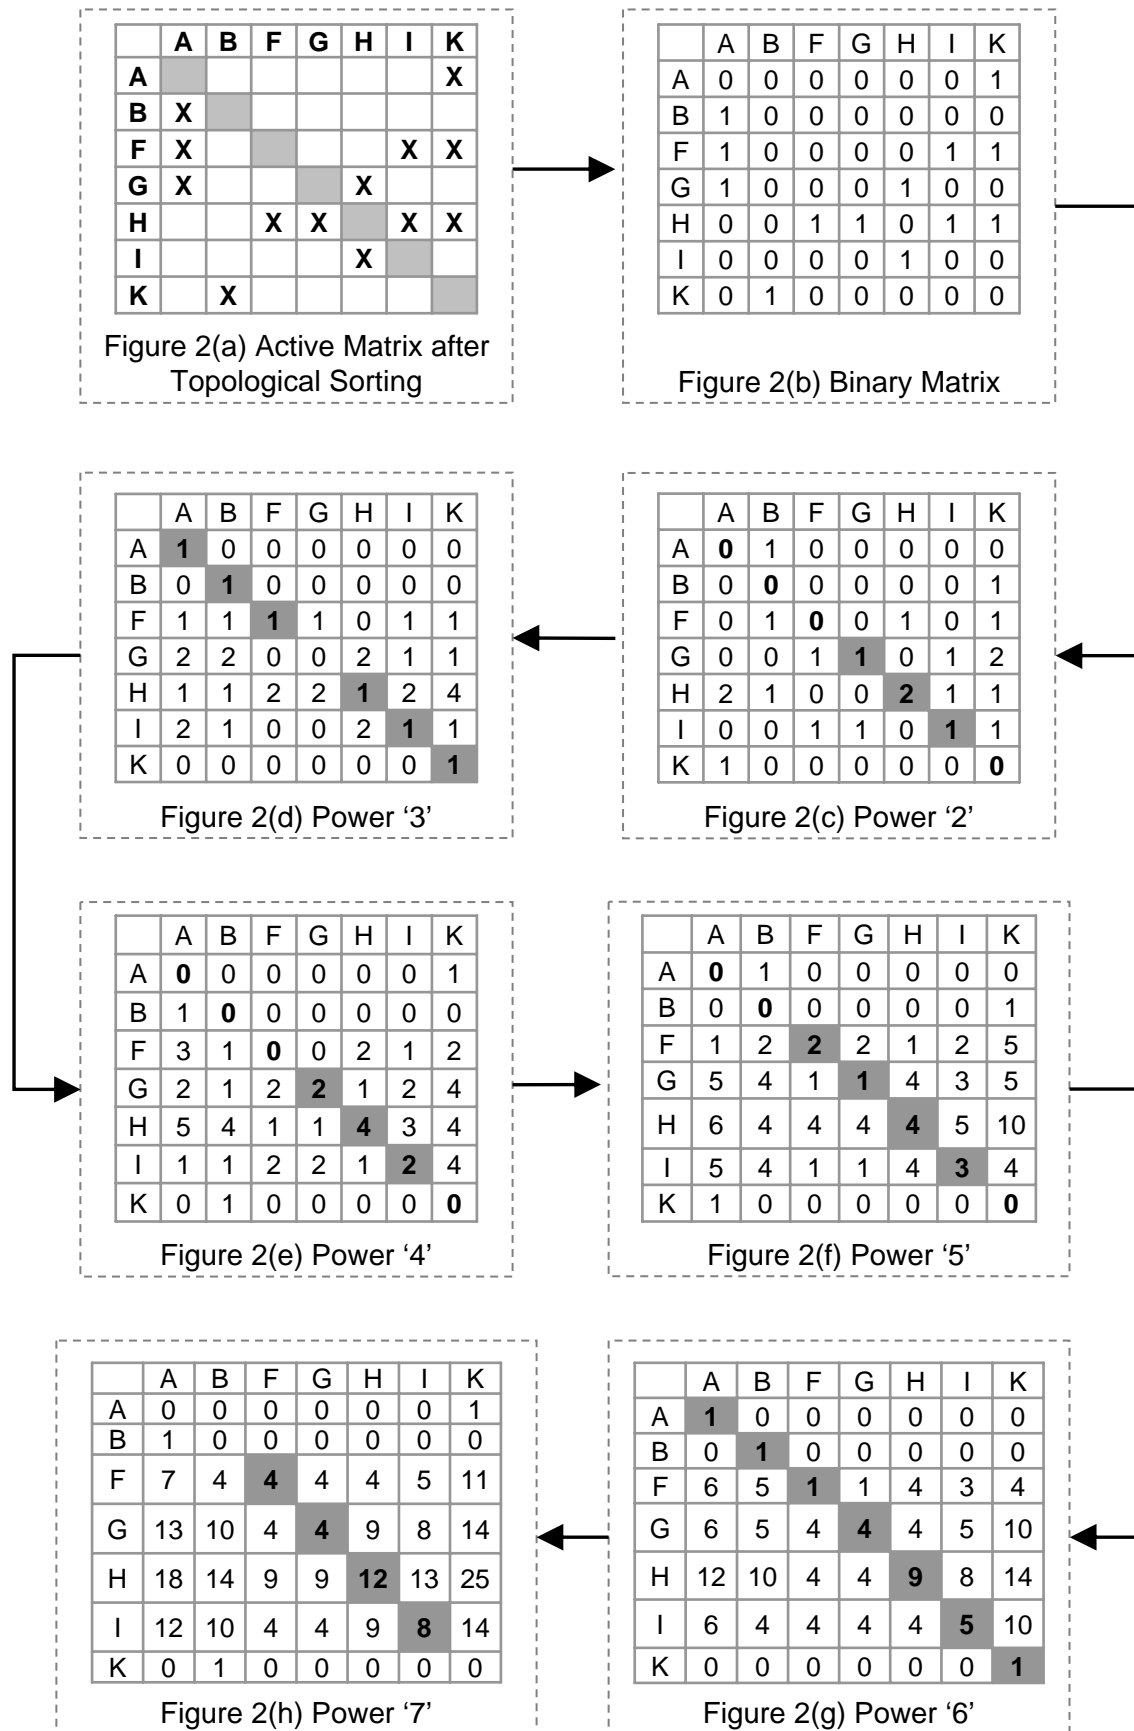 A B F G H I K
A X
B X
F X X X
G X X
H X X X X
I X
K X
Figure 2(a) Active Matrix after
Topological Sorting
A B F G H I K
A 0 0 0 0 0 0 1
B 1 0 0 0 0 0 0
F 1 0 0 0 0 1 1
G 1 0 0 0 1 0 0
H 0 0 1 1 0 1 1
I 0 0 0 0 1 0 0
K 0 1 0 0 0 0 0
Figure 2(b) Binary Matrix
A B F G H I K
A 1 0 0 0 0 0 0
B 0 1 0 0 0 0 0
F 1 1 1 1 0 1 1
G 2 2 0 0 2 1 1
H 1 1 2 2 1 2 4
I 2 1 0 0 2 1 1
K 0 0 0 0 0 0 1
Figure 2(d) Power ‘3’
A B F G H I K
A 0 1 0 0 0 0 0
B 0 0 0 0 0 0 1
F 0 1 0 0 1 0 1
G 0 0 1 1 0 1 2
H 2 1 0 0 2 1 1
I 0 0 1 1 0 1 1
K 1 0 0 0 0 0 0
Figure 2(c) Power ‘2’
A B F G H I K
A 0 0 0 0 0 0 1
B 1 0 0 0 0 0 0
F 3 1 0 0 2 1 2
G 2 1 2 2 1 2 4
H 5 4 1 1 4 3 4
I 1 1 2 2 1 2 4
K 0 1 0 0 0 0 0
Figure 2(e) Power ‘4’
A B F G H I K
A 0 1 0 0 0 0 0
B 0 0 0 0 0 0 1
F 1 2 2 2 1 2 5
G 5 4 1 1 4 3 5
H 6 4 4 4 4 5 10
I 5 4 1 1 4 3 4
K 1 0 0 0 0 0 0
Figure 2(f) Power ‘5’
A B F G H I K
A 0 0 0 0 0 0 1
B 1 0 0 0 0 0 0
F 7 4 4 4 4 5 11
G 13 10 4 4 9 8 14
H 18 14 9 9 12 13 25
I 12 10 4 4 9 8 14
K 0 1 0 0 0 0 0
Figure 2(h) Power ‘7’
A B F G H I K
A 1 0 0 0 0 0 0
B 0 1 0 0 0 0 0
F 6 5 1 1 4 3 4
G 6 5 4 4 4 5 10
H 12 10 4 4 9 8 14
I 6 4 4 4 4 5 10
K 0 0 0 0 0 0 1
Figure 2(g) Power ‘6’